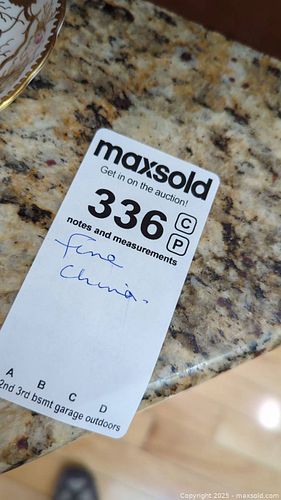 maxsold
Get in on the auction!
336 C
P
notes and measurements
fine
china.
A B C D
2nd 3rd bsmt garage outdoors
Copyright 2025 - maxsold.com